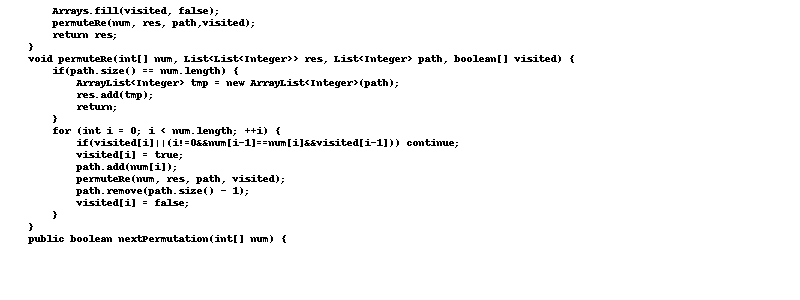 Arrays.fill(visited, false);
permuteRe(num, res, path,visited);
return res;
}
void permuteRe(int[] num, List<List<Integer>> res, List<Integer> path, boolean[] visited) {
if(path.size() == num.length) {
ArrayList<Integer> tmp = new ArrayList<Integer>(path);
res.add(tmp);
return;
}
for (int i = 0; i < num.length; ++i) {
if(visited[i]||(i!=0&&num[i-1]==num[i]&&visited[i-1])) continue;
visited[i] = true;
path.add(num[i]);
permuteRe(num, res, path, visited);
path.remove(path.size() - 1);
visited[i] = false;
}
}
public boolean nextPermutation(int[] num) {